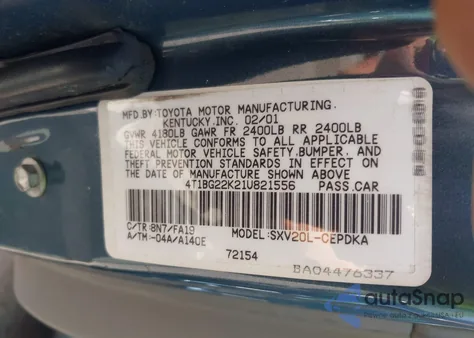 MFD.BY:TOYOTA MOTOR MANUFACTURING.
KENTUCKY.INC. 02/01
GVWR 4180LB GAWR FR 2400LB RR 2400LB
THIS VEHICLE CONFORMS TO ALL APPLICABLE
FEDERAL MOTOR VEHICLE SAFETY,BUMPER, AND
THEFT PREVENTION STANDARDS IN EFFECT ON
THE DATE OF MANUFACTURE SHOWN ABOVE.
4T1BG22K21U821556 PASS.CAR
C/TR:8N7/FA19 MODEL:SXV20L-CEPDKA
A/TM:-04A/A140E
72154
BA04476337
autoSnap